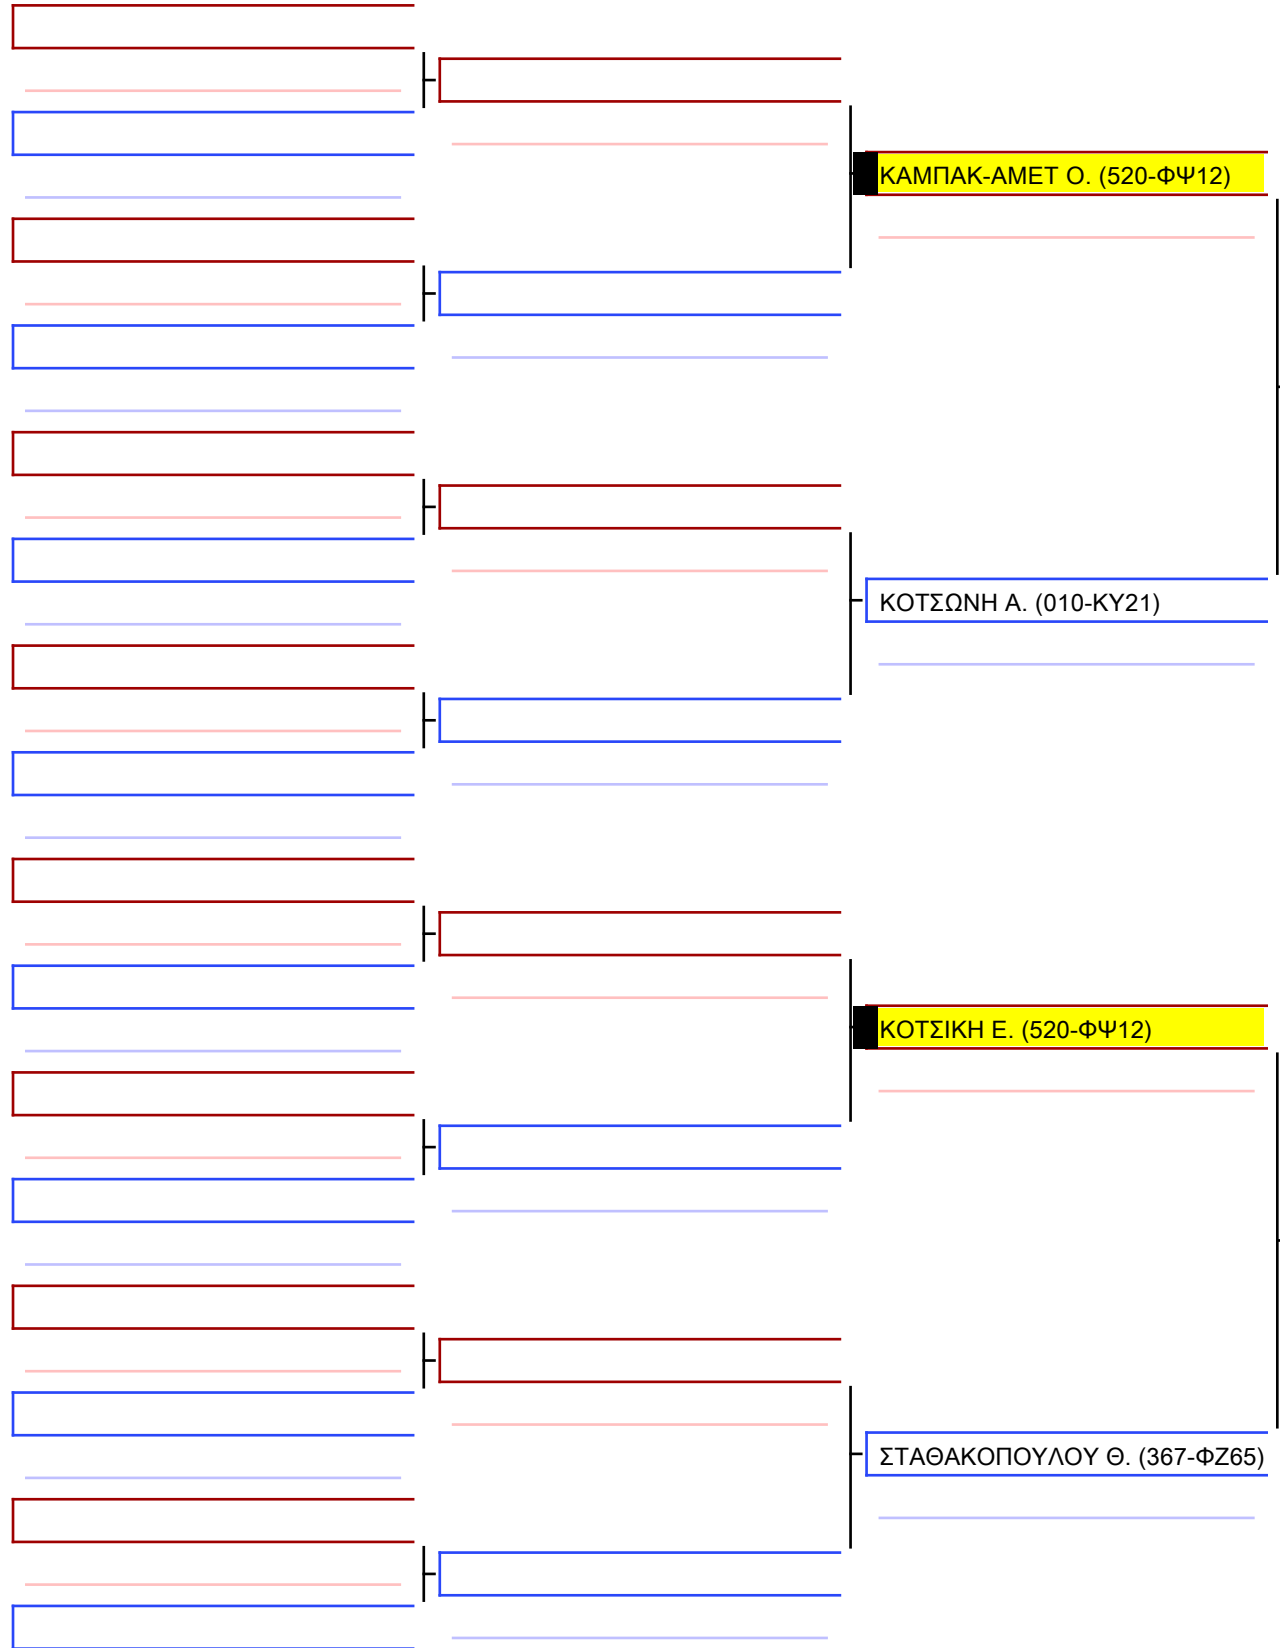 ΚΑΜΠΑΚ-ΑΜΕΤ Ο. (520-ΦΨ12)
ΚΟΤΣΩΝΗ Α. (010-ΚΥ21)
ΚΟΤΣΙΚΗ Ε. (520-ΦΨ12)
ΣΤΑΘΑΚΟΠΟΥΛΟΥ Θ. (367-ΦΖ65)